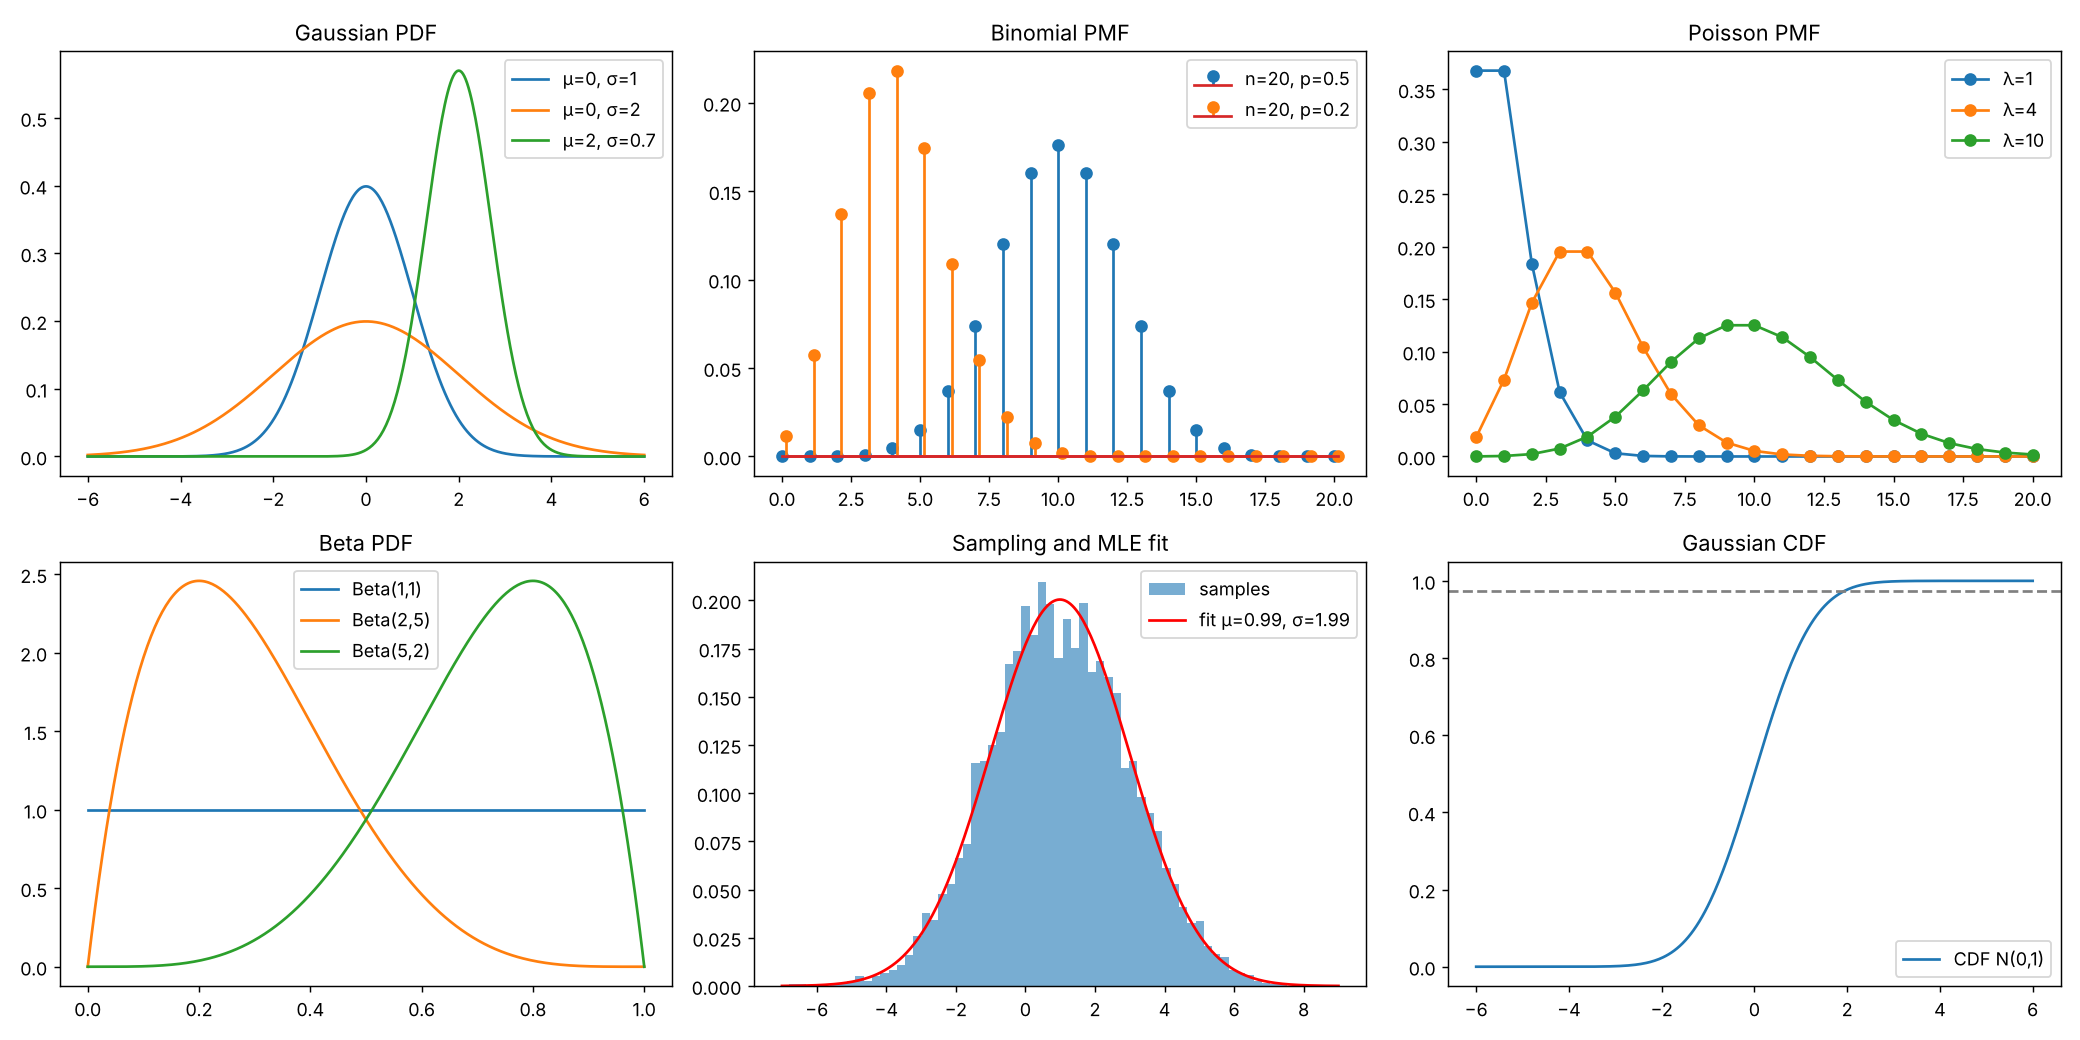 Gaussian PDF
μ=0, σ=1
μ=0, σ=2
μ=2, σ=0.7
0.5
0.4
0.3
0.2
0.1
0.0
−6 −4 −2 0 2 4 6
Binomial PMF
n=20, p=0.5
n=20, p=0.2
0.20
0.15
0.10
0.05
0.00
0.0 2.5 5.0 7.5 10.0 12.5 15.0 17.5 20.0
Poisson PMF
λ=1
λ=4
λ=10
0.35
0.30
0.25
0.20
0.15
0.10
0.05
0.00
0.0 2.5 5.0 7.5 10.0 12.5 15.0 17.5 20.0
Beta PDF
Beta(1,1)
Beta(2,5)
Beta(5,2)
2.5
2.0
1.5
1.0
0.5
0.0
0.0 0.2 0.4 0.6 0.8 1.0
Sampling and MLE fit
samples
fit μ=0.99, σ=1.99
0.200
0.175
0.150
0.125
0.100
0.075
0.050
0.025
0.000
−6 −4 −2 0 2 4 6 8
Gaussian CDF
1.0
0.8
0.6
0.4
0.2
0.0
CDF N(0,1)
−6 −4 −2 0 2 4 6